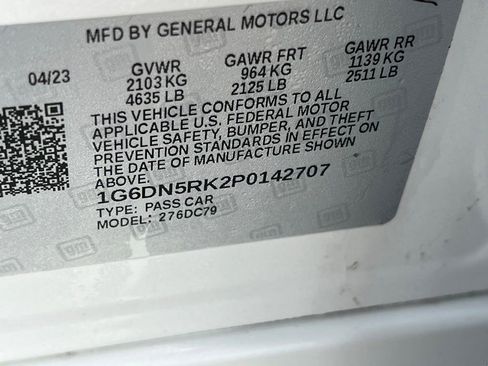 MFD BY GENERAL MOTORS LLC
04/23 GVWR GAWR FRT GAWR RR
2103 KG 964 KG 1139 KG
4635 LB 2125 LB 2511 LB
THIS VEHICLE CONFORMS TO ALL
APPLICABLE U.S. FEDERAL MOTOR
VEHICLE SAFETY, BUMPER, AND THEFT
PREVENTION STANDARDS IN EFFECT ON
THE DATE OF MANUFACTURE SHOWN
ABOVE.
1G6DN5RK2P0142707
TYPE: PASS CAR
MODEL: 276DC79
gm